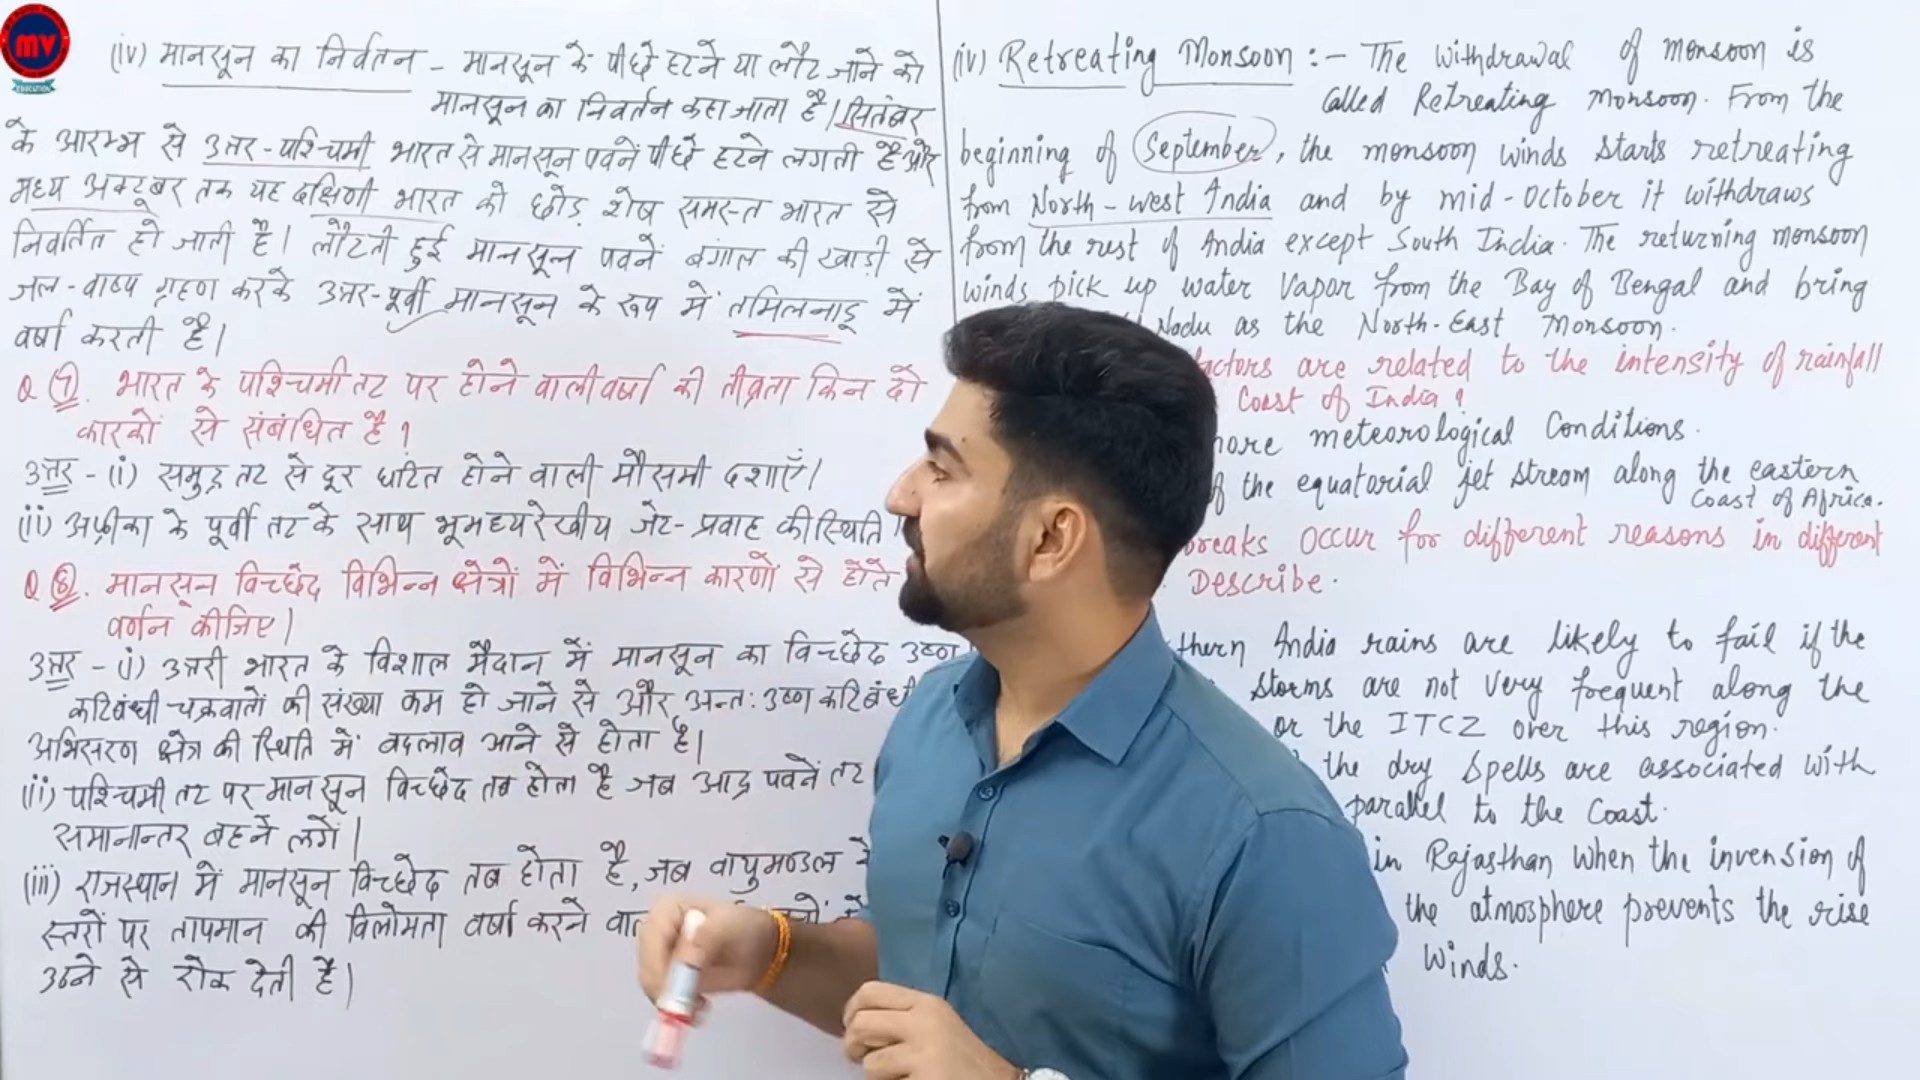 MV
EDUCATION
(iv) मानसून का निर्वतन - मानसून के पीछे हटने या लौट जाने को
मानसून का निवर्तन कहा जाता है। सितंबर
के आरम्भ से उत्तर-पश्चिमी भारत से मानसून पवनें पीछे हटने लगती है और
मध्य अक्टूबर तक यह दक्षिणी भारत को छोड़ शेष समस्त भारत से
निवर्तित हो जाती है। लौटती हुई मानसून पवनें बंगाल की खाड़ी से
जल-वाष्प ग्रहण करके उत्तर-पूर्वी मानसून के रूप में तमिलनाडू में
वर्षा करती है।
Q (7). भारत के पश्चिमी तट पर होने वाली वर्षा की तीव्रता किन दो
कारकों से संबंधित है?
उत्तर - (i) समुद्र तट से दूर घटित होने वाली मौसमी दशाएँ।
(ii) अफ्रीका के पूर्वी तट के साथ भूमध्यरेखीय जेट-प्रवाह की स्थिति।
Q (8). मानसून विच्छेद विभिन्न क्षेत्रों में विभिन्न कारणों से होते
वर्णन कीजिए।
उत्तर - (i) उत्तरी भारत के विशाल मैदान में मानसून का विच्छेद उष्ण
कटिबंधी चक्रवातों की संख्या कम हो जाने से और अन्त: उष्ण कटिबंधी
अभिसरण क्षेत्र की स्थिति में बदलाव आने से होता है।
(ii) पश्चिमी तट पर मानसून विच्छेद तब होता है जब आद्र पवनें तट
समानान्तर बहने लगें।
(iii) राजस्थान में मानसून विच्छेद तब होता है, जब वायुमण्डल
स्तरों पर तापमान की विलोमता वर्षा करने
उठने से रोक देती है।
(iv) Retreating Monsoon :- The withdrawal of monsoon is
called Retreating monsoon. From the
beginning of September, the monsoon winds starts retreating
from North-west India and by mid-october it withdraws
from the rest of India except South India. The returning monsoon
winds pick up water vapor from the Bay of Bengal and bring
Nadu as the North-East Monsoon.
factors are related to the intensity of rainfall
Coast of India?
meteorological Conditions.
the equatorial jet stream along the eastern
Coast of Africa.
breaks occur for different reasons in different
Describe.
India rains are likely to fail if the
storms are not very frequent along the
or the ITCZ over this region.
the dry spells are associated with
parallel to the Coast.
in Rajasthan when the invension of
the atmosphere prevents the rise
winds.